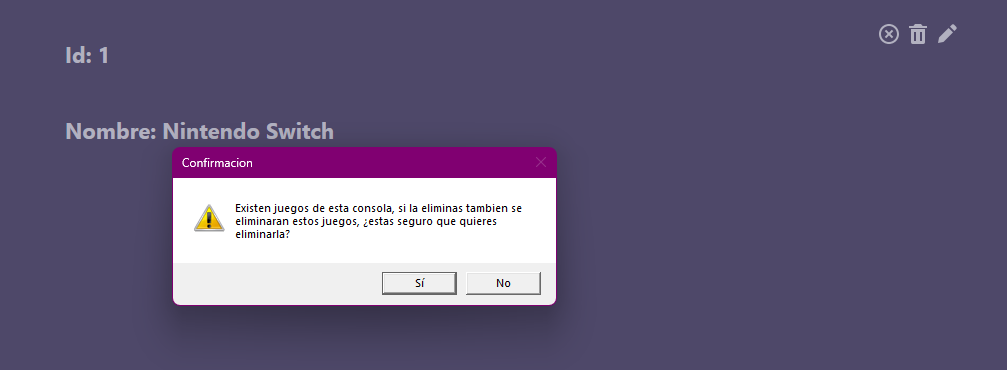 Id: 1
Nombre: Nintendo Switch
Confirmacion
Existen juegos de esta consola, si la eliminas tambien se
eliminaran estos juegos, ¿estas seguro que quieres
eliminarla?
Sí
No